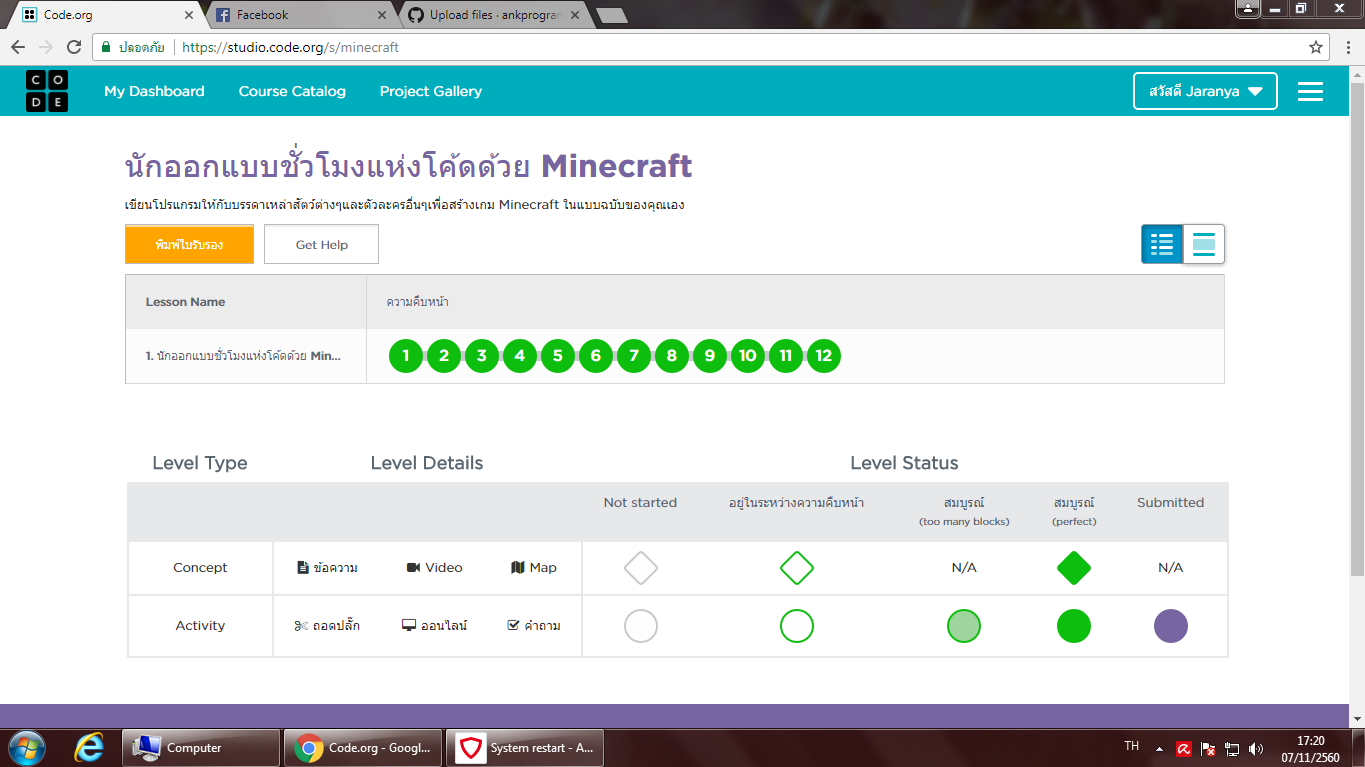 Code.org
Facebook
Upload files · ankprogran
ปลอดภัย
https://studio.code.org/s/minecraft
CODE
My Dashboard
Course Catalog
Project Gallery
สวัสดี Jaranya
นักออกแบบชั่วโมงแห่งโค้ดด้วย Minecraft
เขียนโปรแกรมให้กับบรรดาเหล่าสัตว์ต่างๆและตัวละครอื่นๆเพื่อสร้างเกม Minecraft ในแบบฉบับของคุณเอง
พิมพ์ใบรับรอง
Get Help
Lesson Name
ความคืบหน้า
1. นักออกแบบชั่วโมงแห่งโค้ดด้วย Min...
1 2 3 4 5 6 7 8 9 10 11 12
Level Type
Level Details
Level Status
Not started
อยู่ในระหว่างความคืบหน้า
สมบูรณ์
(too many blocks)
สมบูรณ์
(perfect)
Submitted
Concept
ข้อความ
Video
Map
N/A
N/A
Activity
ถอดปลั๊ก
ออนไลน์
คำถาม
Computer
Code.org - Googl...
System restart - A...
TH
17:20
07/11/2560